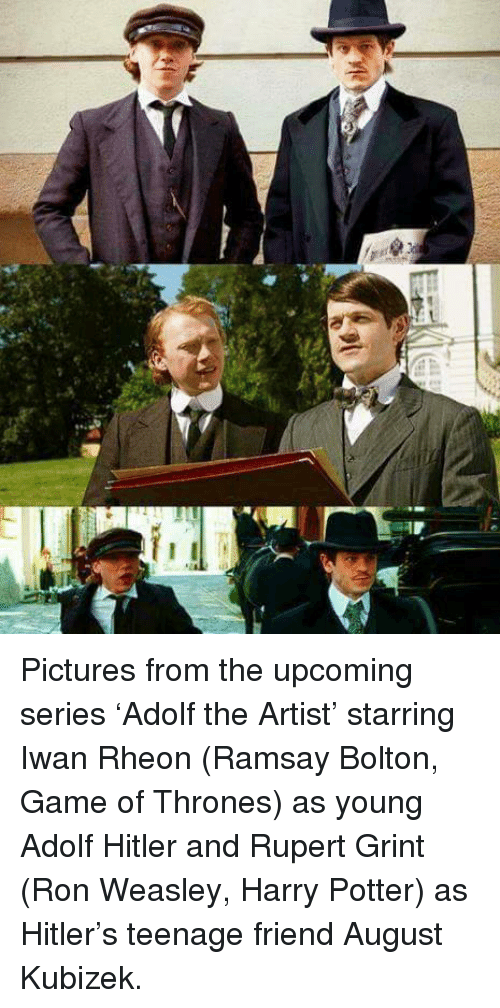 Pictures from the upcoming
series ‘Adolf the Artist’ starring
Iwan Rheon (Ramsay Bolton,
Game of Thrones) as young
Adolf Hitler and Rupert Grint
(Ron Weasley, Harry Potter) as
Hitler’s teenage friend August
Kubizek.